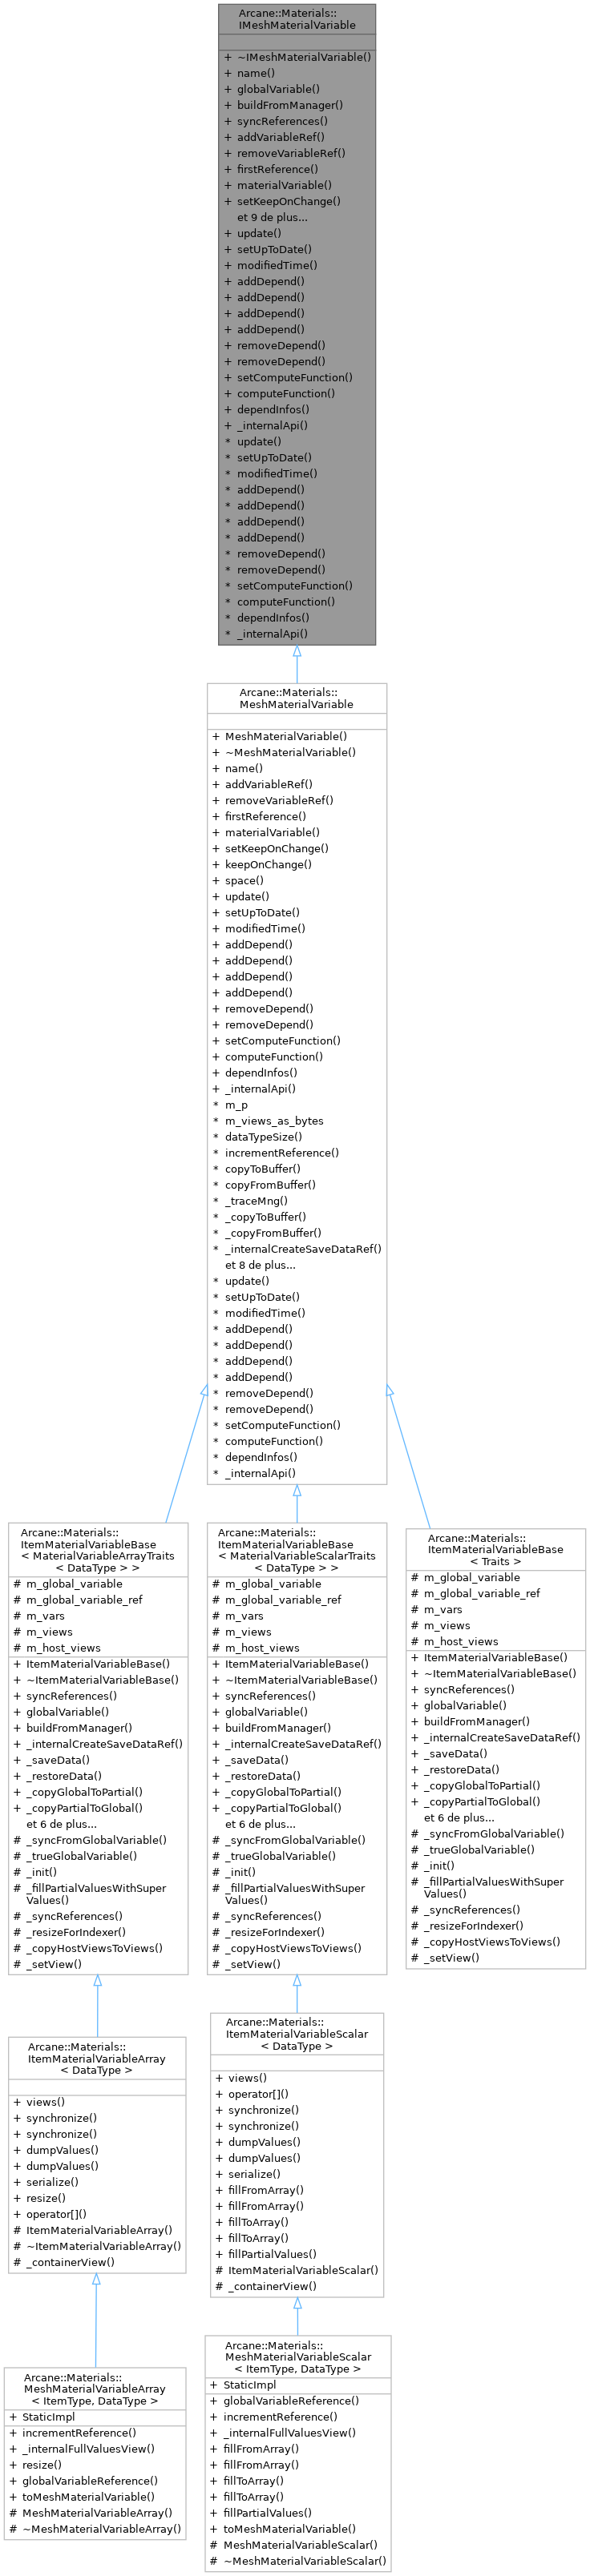 Arcane::Materials::
IMeshMaterialVariable
+ ~IMeshMaterialVariable()
+ name()
+ globalVariable()
+ buildFromManager()
+ syncReferences()
+ addVariableRef()
+ removeVariableRef()
+ firstReference()
+ materialVariable()
+ setKeepOnChange()
et 9 de plus...
+ update()
+ setUpToDate()
+ modifiedTime()
+ addDepend()
+ addDepend()
+ addDepend()
+ addDepend()
+ removeDepend()
+ removeDepend()
+ setComputeFunction()
+ computeFunction()
+ dependInfos()
+ _internalApi()
* update()
* setUpToDate()
* modifiedTime()
* addDepend()
* addDepend()
* addDepend()
* addDepend()
* removeDepend()
* removeDepend()
* setComputeFunction()
* computeFunction()
* dependInfos()
* _internalApi()
Arcane::Materials::
MeshMaterialVariable
+ MeshMaterialVariable()
+ ~MeshMaterialVariable()
+ name()
+ addVariableRef()
+ removeVariableRef()
+ firstReference()
+ materialVariable()
+ setKeepOnChange()
+ keepOnChange()
+ space()
+ update()
+ setUpToDate()
+ modifiedTime()
+ addDepend()
+ addDepend()
+ addDepend()
+ addDepend()
+ removeDepend()
+ removeDepend()
+ setComputeFunction()
+ computeFunction()
+ dependInfos()
+ _internalApi()
* m_p
* m_views_as_bytes
* dataTypeSize()
* incrementReference()
* copyToBuffer()
* copyFromBuffer()
* _traceMng()
* _copyToBuffer()
* _copyFromBuffer()
* _internalCreateSaveDataRef()
et 8 de plus...
* update()
* setUpToDate()
* modifiedTime()
* addDepend()
* addDepend()
* addDepend()
* addDepend()
* removeDepend()
* removeDepend()
* setComputeFunction()
* computeFunction()
* dependInfos()
* _internalApi()
Arcane::Materials::
ItemMaterialVariableBase
< MaterialVariableArrayTraits
< DataType > >
# m_global_variable
# m_global_variable_ref
# m_vars
# m_views
# m_host_views
+ ItemMaterialVariableBase()
+ ~ItemMaterialVariableBase()
+ syncReferences()
+ globalVariable()
+ buildFromManager()
+ _internalCreateSaveDataRef()
+ _saveData()
+ _restoreData()
+ _copyGlobalToPartial()
+ _copyPartialToGlobal()
et 6 de plus...
# _syncFromGlobalVariable()
# _trueGlobalVariable()
# _init()
# _fillPartialValuesWithSuper
Values()
# _syncReferences()
# _resizeForIndexer()
# _copyHostViewsToViews()
# _setView()
Arcane::Materials::
ItemMaterialVariableBase
< MaterialVariableScalarTraits
< DataType > >
# m_global_variable
# m_global_variable_ref
# m_vars
# m_views
# m_host_views
+ ItemMaterialVariableBase()
+ ~ItemMaterialVariableBase()
+ syncReferences()
+ globalVariable()
+ buildFromManager()
+ _internalCreateSaveDataRef()
+ _saveData()
+ _restoreData()
+ _copyGlobalToPartial()
+ _copyPartialToGlobal()
et 6 de plus...
# _syncFromGlobalVariable()
# _trueGlobalVariable()
# _init()
# _fillPartialValuesWithSuper
Values()
# _syncReferences()
# _resizeForIndexer()
# _copyHostViewsToViews()
# _setView()
Arcane::Materials::
ItemMaterialVariableBase
< Traits >
# m_global_variable
# m_global_variable_ref
# m_vars
# m_views
# m_host_views
+ ItemMaterialVariableBase()
+ ~ItemMaterialVariableBase()
+ syncReferences()
+ globalVariable()
+ buildFromManager()
+ _internalCreateSaveDataRef()
+ _saveData()
+ _restoreData()
+ _copyGlobalToPartial()
+ _copyPartialToGlobal()
et 6 de plus...
# _syncFromGlobalVariable()
# _trueGlobalVariable()
# _init()
# _fillPartialValuesWithSuper
Values()
# _syncReferences()
# _resizeForIndexer()
# _copyHostViewsToViews()
# _setView()
Arcane::Materials::
ItemMaterialVariableArray
< DataType >
+ views()
+ synchronize()
+ synchronize()
+ dumpValues()
+ dumpValues()
+ serialize()
+ resize()
+ operator[]()
# ItemMaterialVariableArray()
# ~ItemMaterialVariableArray()
# _containerView()
Arcane::Materials::
ItemMaterialVariableScalar
< DataType >
+ views()
+ operator[]()
+ synchronize()
+ synchronize()
+ dumpValues()
+ dumpValues()
+ serialize()
+ fillFromArray()
+ fillFromArray()
+ fillToArray()
+ fillToArray()
+ fillPartialValues()
# ItemMaterialVariableScalar()
# _containerView()
Arcane::Materials::
MeshMaterialVariableArray
< ItemType, DataType >
+ StaticImpl
+ incrementReference()
+ _internalFullValuesView()
+ resize()
+ globalVariableReference()
+ toMeshMaterialVariable()
# MeshMaterialVariableArray()
# ~MeshMaterialVariableArray()
Arcane::Materials::
MeshMaterialVariableScalar
< ItemType, DataType >
+ StaticImpl
+ globalVariableReference()
+ incrementReference()
+ _internalFullValuesView()
+ fillFromArray()
+ fillFromArray()
+ fillToArray()
+ fillToArray()
+ fillPartialValues()
+ toMeshMaterialVariable()
# MeshMaterialVariableScalar()
# ~MeshMaterialVariableScalar()